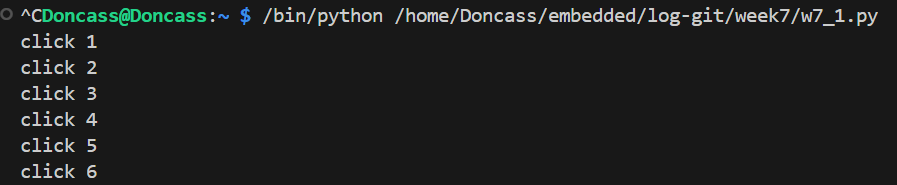 ^CDoncass@Doncass:~ $ /bin/python /home/Doncass/embedded/log-git/week7/w7_1.py
click 1
click 2
click 3
click 4
click 5
click 6